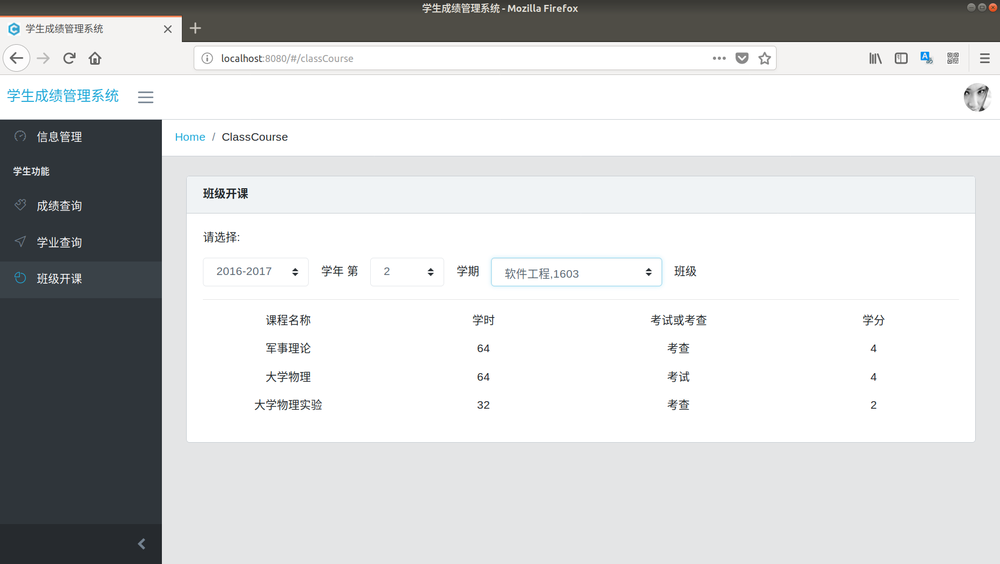 学生成绩管理系统 - Mozilla Firefox
学生成绩管理系统
localhost:8080/#/classCourse
学生成绩管理系统
信息管理
学生功能
成绩查询
学业查询
班级开课
Home / ClassCourse
班级开课
请选择:
2016-2017 学年 第 2 学期 软件工程,1603 班级
课程名称 学时 考试或考查 学分
军事理论 64 考查 4
大学物理 64 考试 4
大学物理实验 32 考查 2